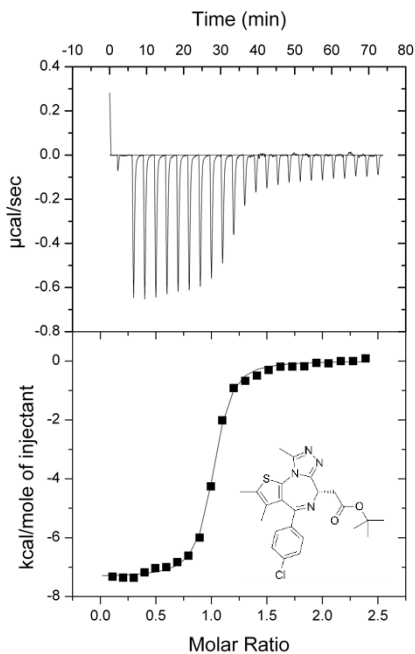 Time (min)
-10 0 10 20 30 40 50 60 70 80
0.4
0.2
0.0
-0.2
-0.4
-0.6
-0.8
µcal/sec
0
-2
-4
-6
-8
kcal/mole of injectant
N
N
S
N
N
N
O
O
Cl
0.0 0.5 1.0 1.5 2.0 2.5
Molar Ratio